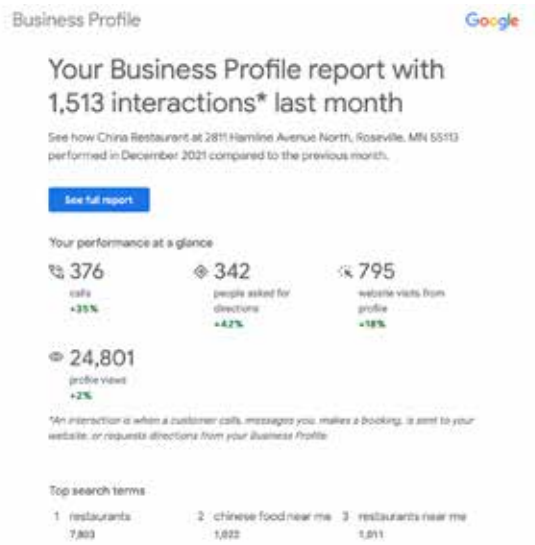 Business Profile
Google
Your Business Profile report with
1,513 interactions* last month
See how China Restaurent at 2811 Hamline Avenue North, Roseville, MN 55113
performed in December 2021 compared to the previous month.
See full report
Your performance at a glance
376 342 795
calls people asked for website visits from
+35% directions profile
+42% +18%
24,801
profile views
+2%
*An interaction is when a customer calls, messages you, makes a booking, is sent to your
website, or requests directions from your Business Profile
Top search terms
1 restaurants 2 chinese food near me 3 restaurants near me
7,803 1,022 1,011